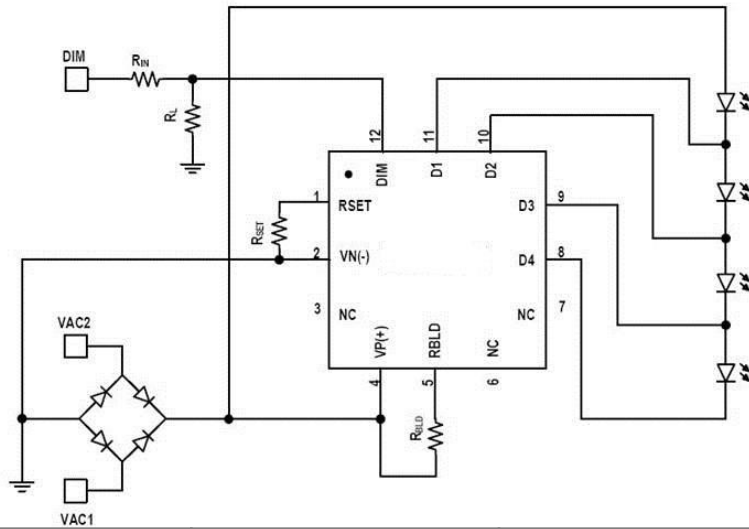 DIM
RIN
RL
12
11
10
DIM
D1
D2
1
RSET
RSET
2
VN(-)
D3
9
D4
8
3
NC
NC
7
VP(+)
RBLD
NC
4
5
6
RBLD
VAC2
VAC1